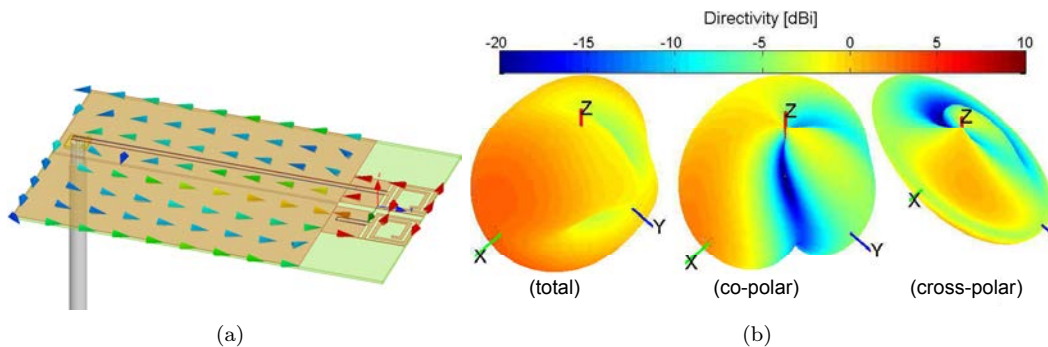 Directivity [dBi]
-20 -15 -10 -5 0 5 10
Z
X
Y
(total)
Z
X
Y
(co-polar)
Z
X
(cross-polar)
(a)
(b)